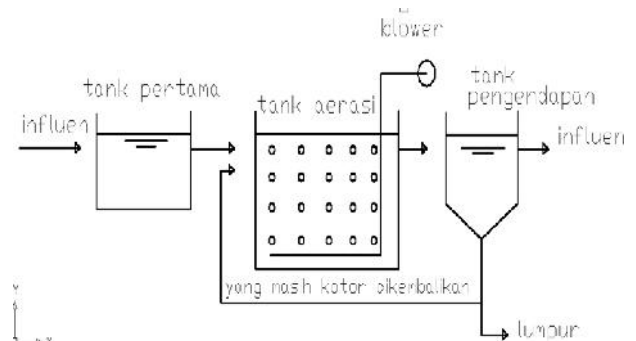 blower
tank pertama
tank aerasi
tank
pengendapan
influen
influen
yang masih kotor dikembalikan
lumpur
Y